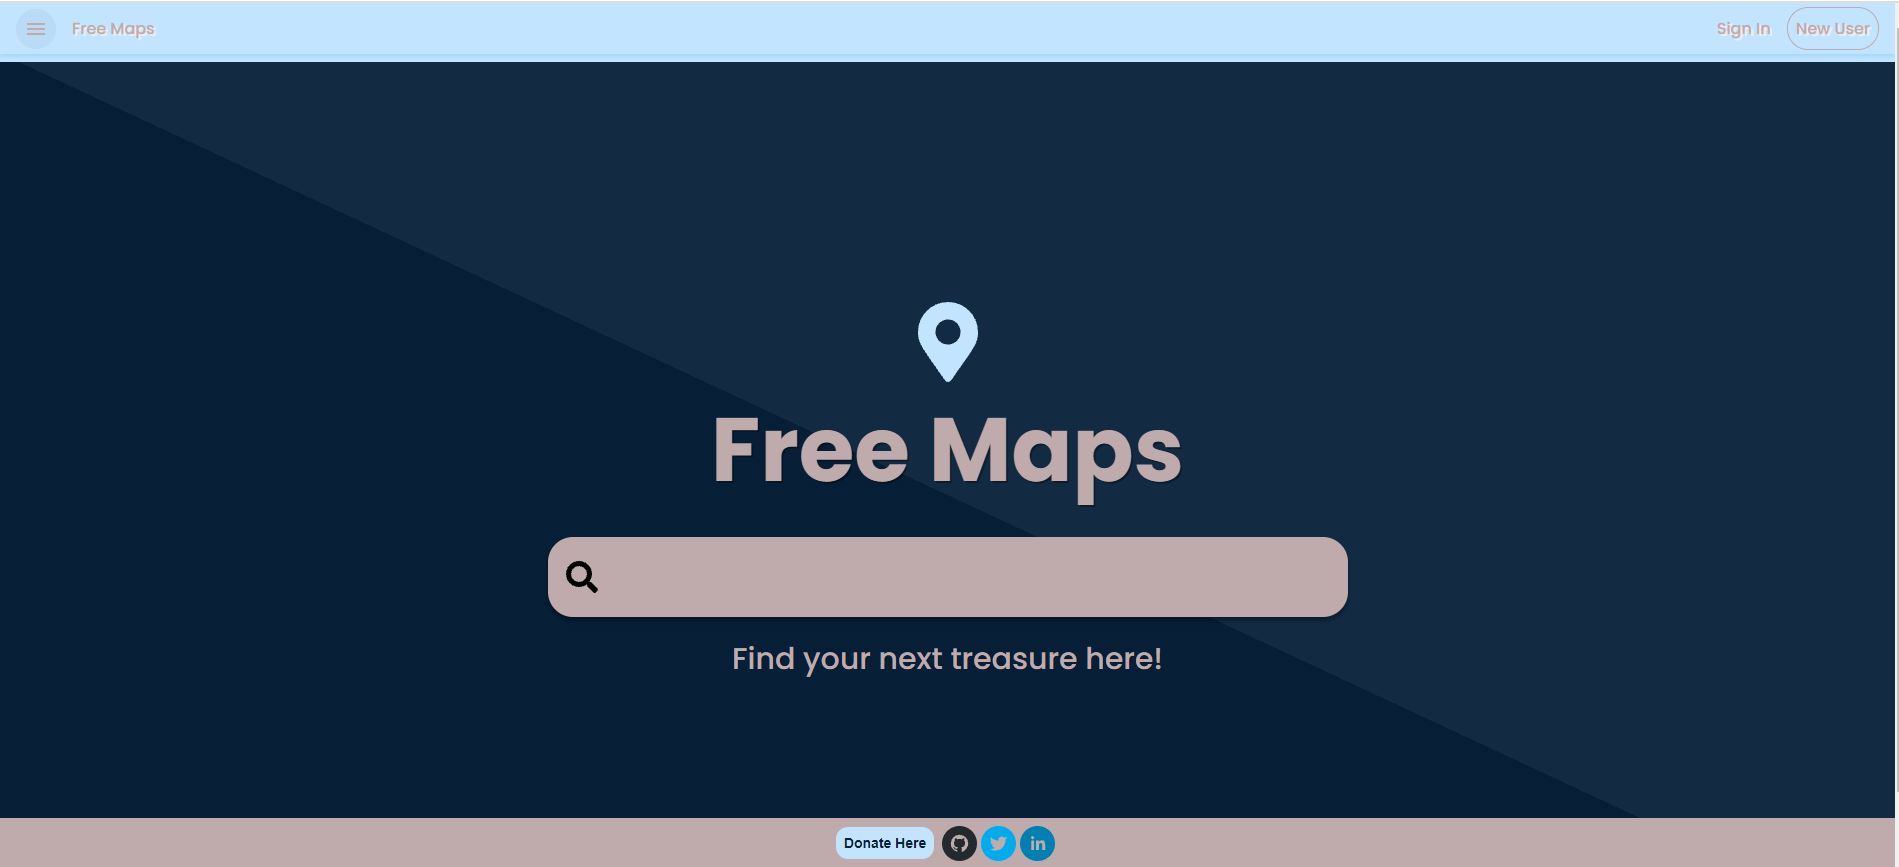 Free Maps
Sign In
New User
Free Maps
Find your next treasure here!
Donate Here
in